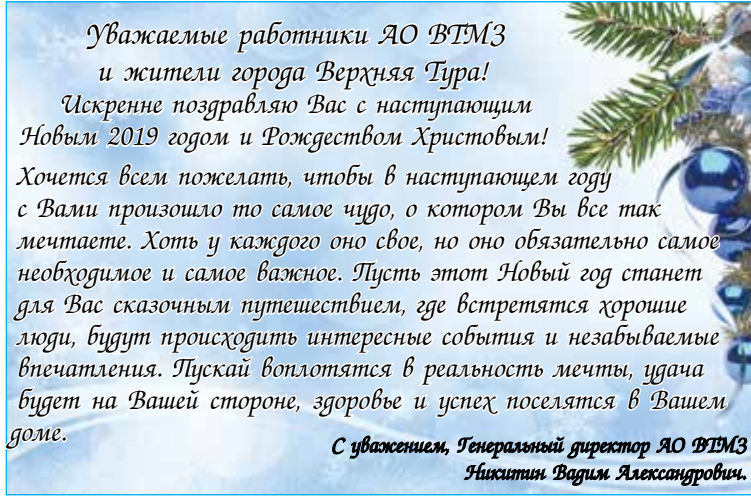 Уважаемые работники АО ВТМЗ
и жители города Верхняя Тура!
Искренне поздравляю Вас с наступающим
Новым 2019 годом и Рождеством Христовым!
Хочется всем пожелать, чтобы в наступающем году
с Вами произошло то самое чудо, о котором Вы все так
мечтаете. Хоть у каждого оно свое, но оно обязательно самое
необходимое и самое важное. Пусть этот Новый год станет
для Вас сказочным путешествием, где встретятся хорошие
люди, будут происходить интересные события и незабываемые
впечатления. Пускай воплотятся в реальность мечты, удача
будет на Вашей стороне, здоровье и успех поселятся в Вашем
доме.
С уважением, Генеральный директор АО ВТМЗ
Никитин Вадим Александрович.